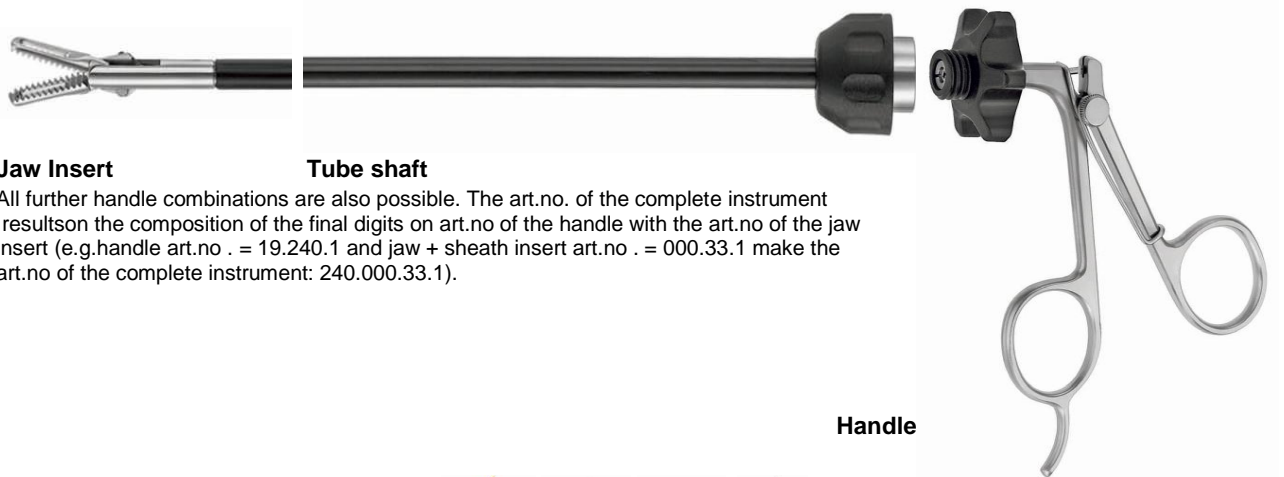 Jaw Insert
Tube shaft
All further handle combinations are also possible. The art.no. of the complete instrument
resultson the composition of the final digits on art.no of the handle with the art.no of the jaw
insert (e.g.handle art.no . = 19.240.1 and jaw + sheath insert art.no . = 000.33.1 make the
art.no of the complete instrument: 240.000.33.1).
Handle